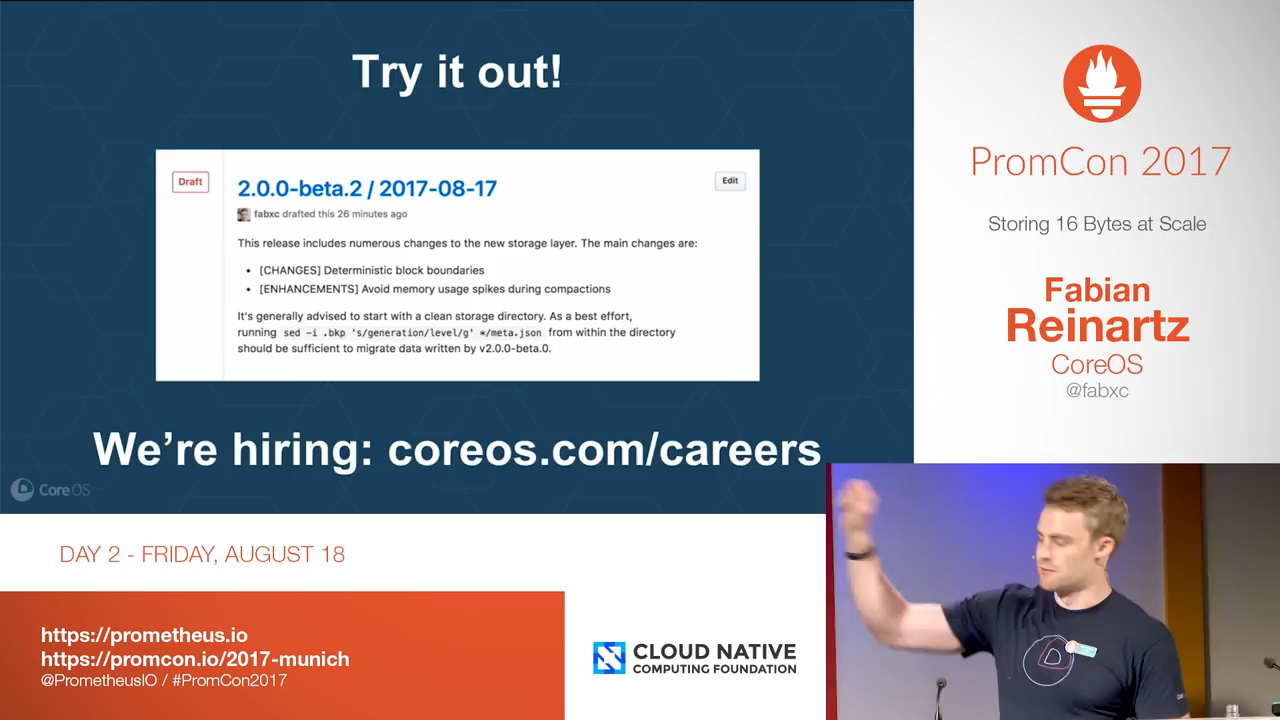 Try it out!
Draft
2.0.0-beta.2 / 2017-08-17
Edit
fabxc drafted this 26 minutes ago
This release includes numerous changes to the new storage layer. The main changes are:
• [CHANGES] Deterministic block boundaries
• [ENHANCEMENTS] Avoid memory usage spikes during compactions
It's generally advised to start with a clean storage directory. As a best effort,
running sed -i .bkp 's/generation/level/g' */meta.json from within the directory
should be sufficient to migrate data written by v2.0.0-beta.0.
We're hiring: coreos.com/careers
Core OS
PromCon 2017
Storing 16 Bytes at Scale
Fabian
Reinartz
CoreOS
@fabxc
DAY 2 - FRIDAY, AUGUST 18
https://prometheus.io
https://promcon.io/2017-munich
@PrometheusIO / #PromCon2017
CLOUD NATIVE
COMPUTING FOUNDATION